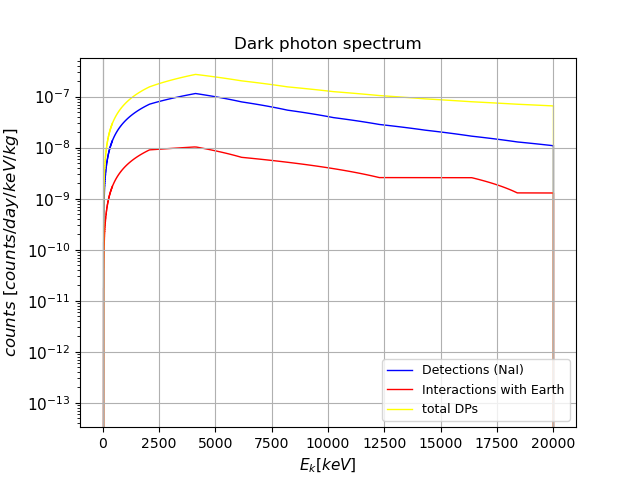 Dark photon spectrum
counts [counts/day/keV/kg]
10⁻⁷
10⁻⁸
10⁻⁹
10⁻¹⁰
10⁻¹¹
10⁻¹²
10⁻¹³
Detections (NaI)
Interactions with Earth
total DPs
0 2500 5000 7500 10000 12500 15000 17500 20000
Eₖ[keV]